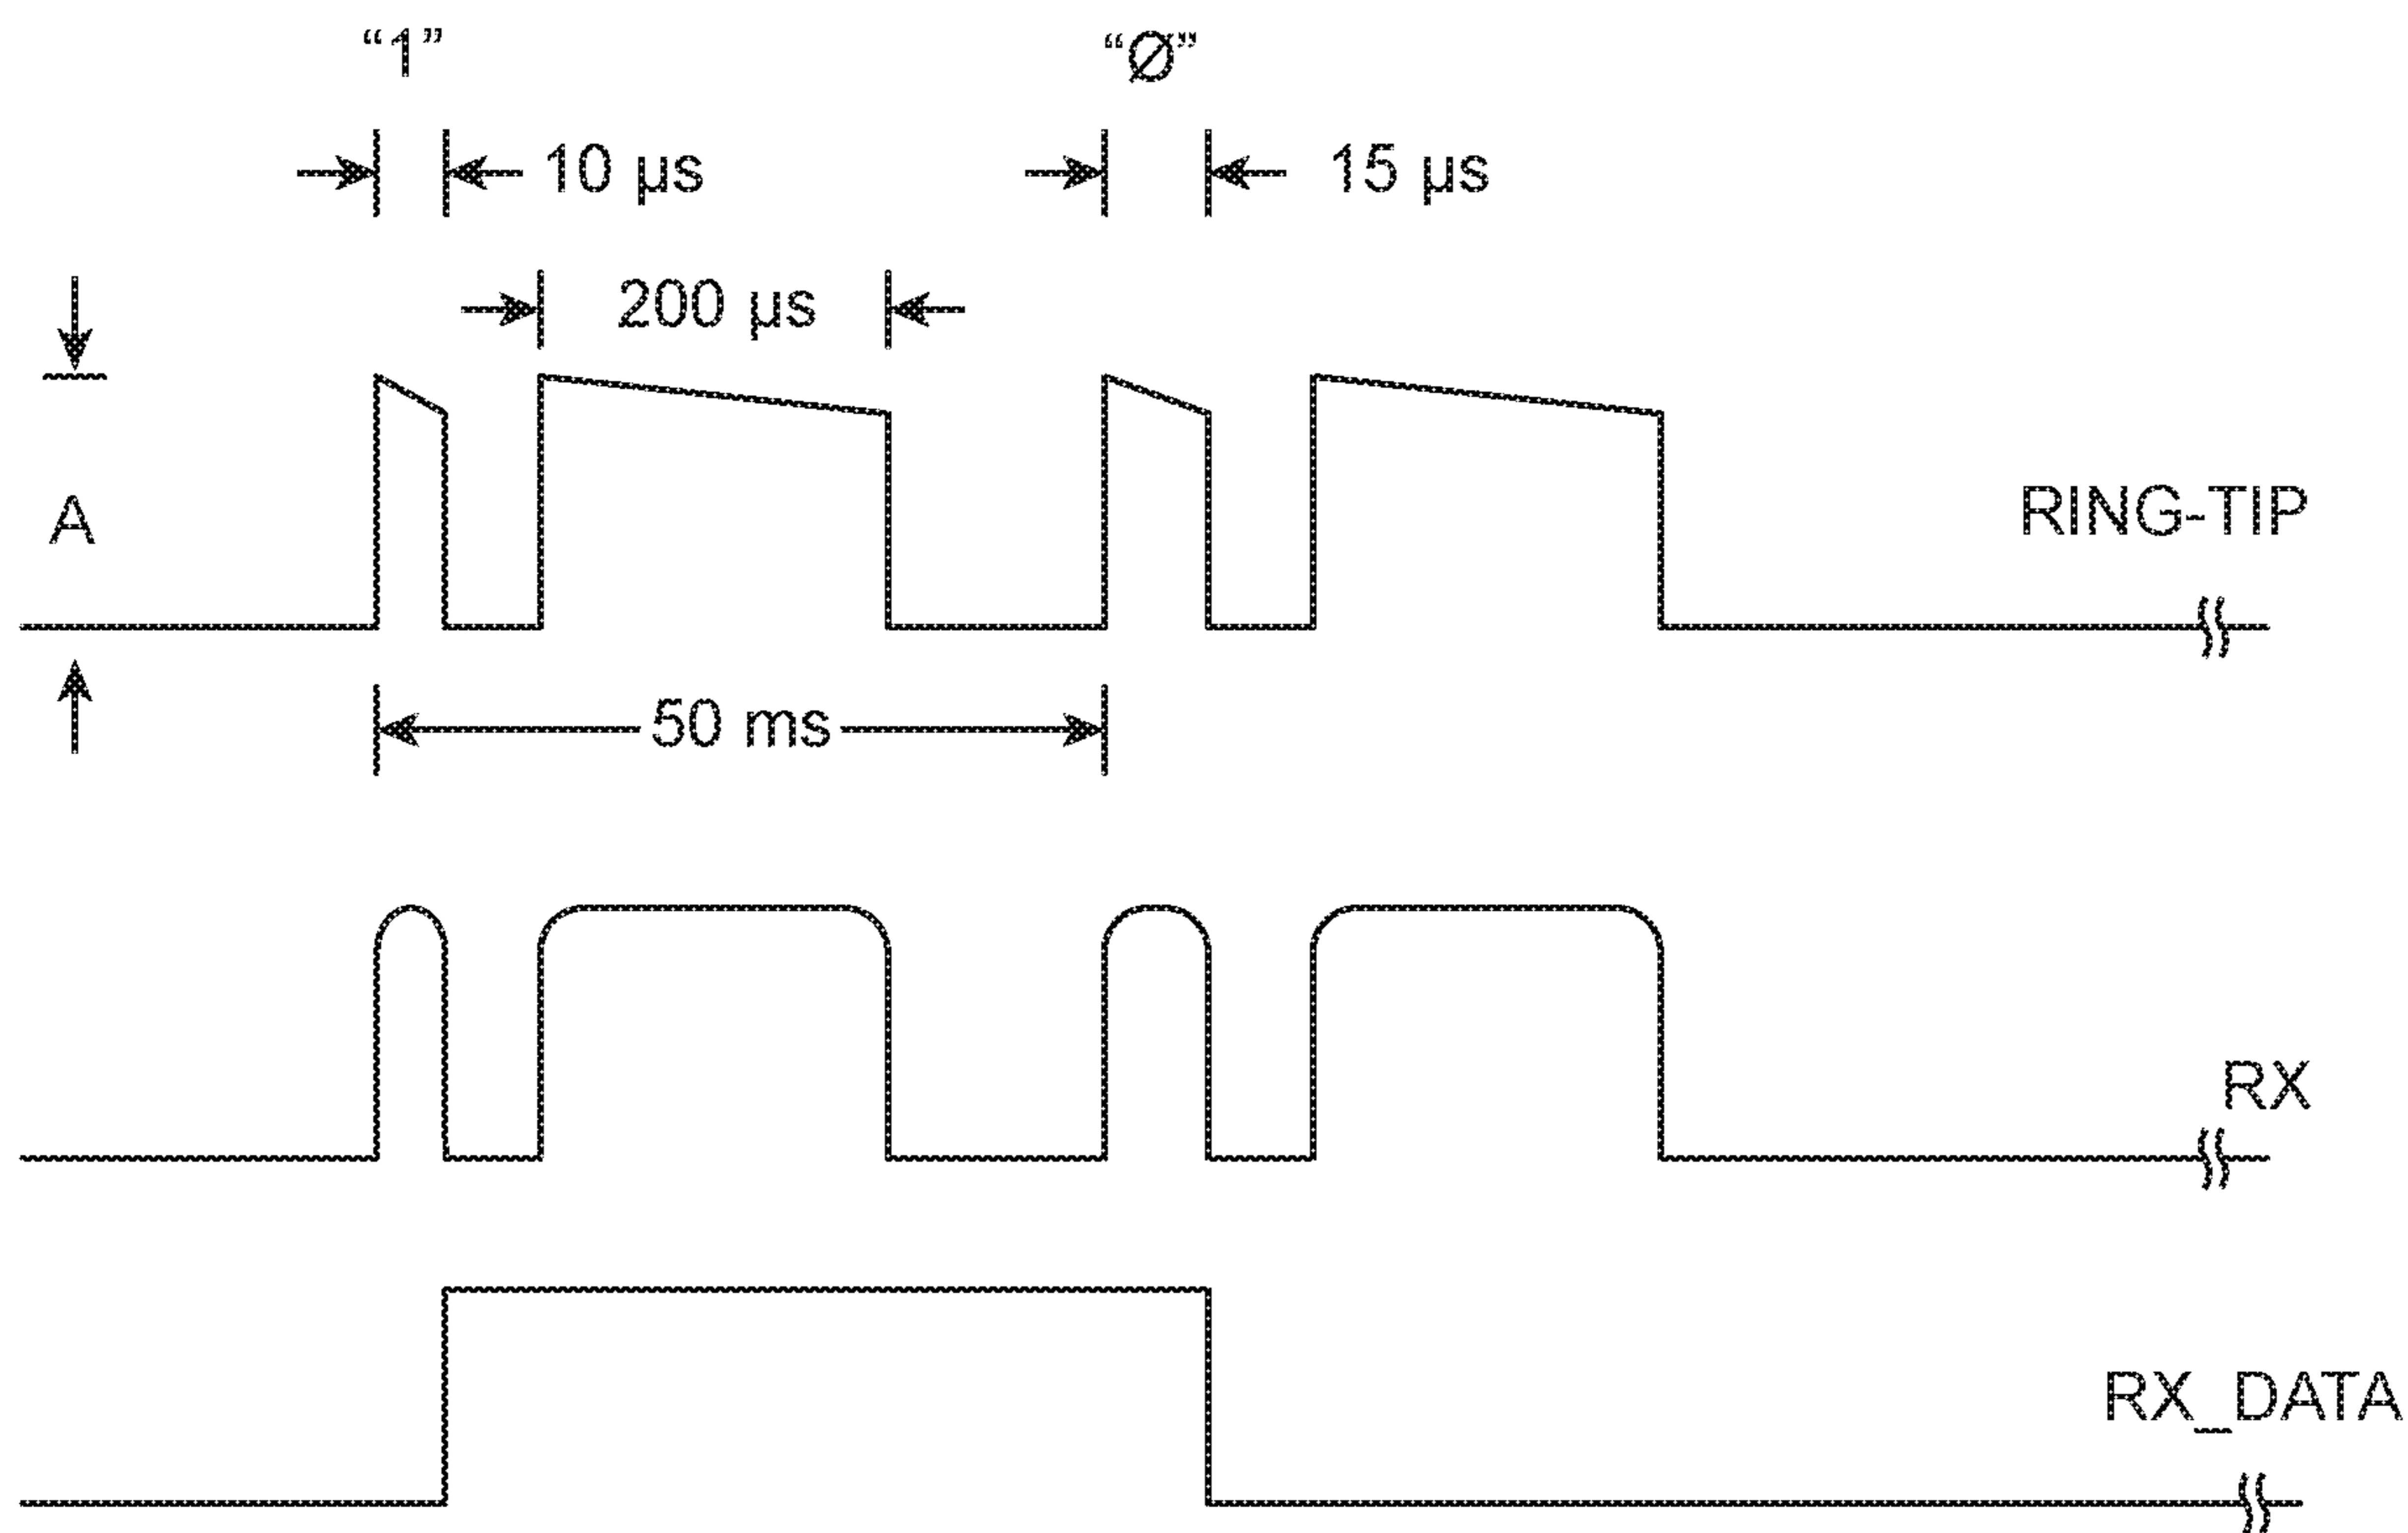 “1” “Ø”
10 µs 15 µs
200 µs
A RING-TIP
50 ms
RX
RX_DATA